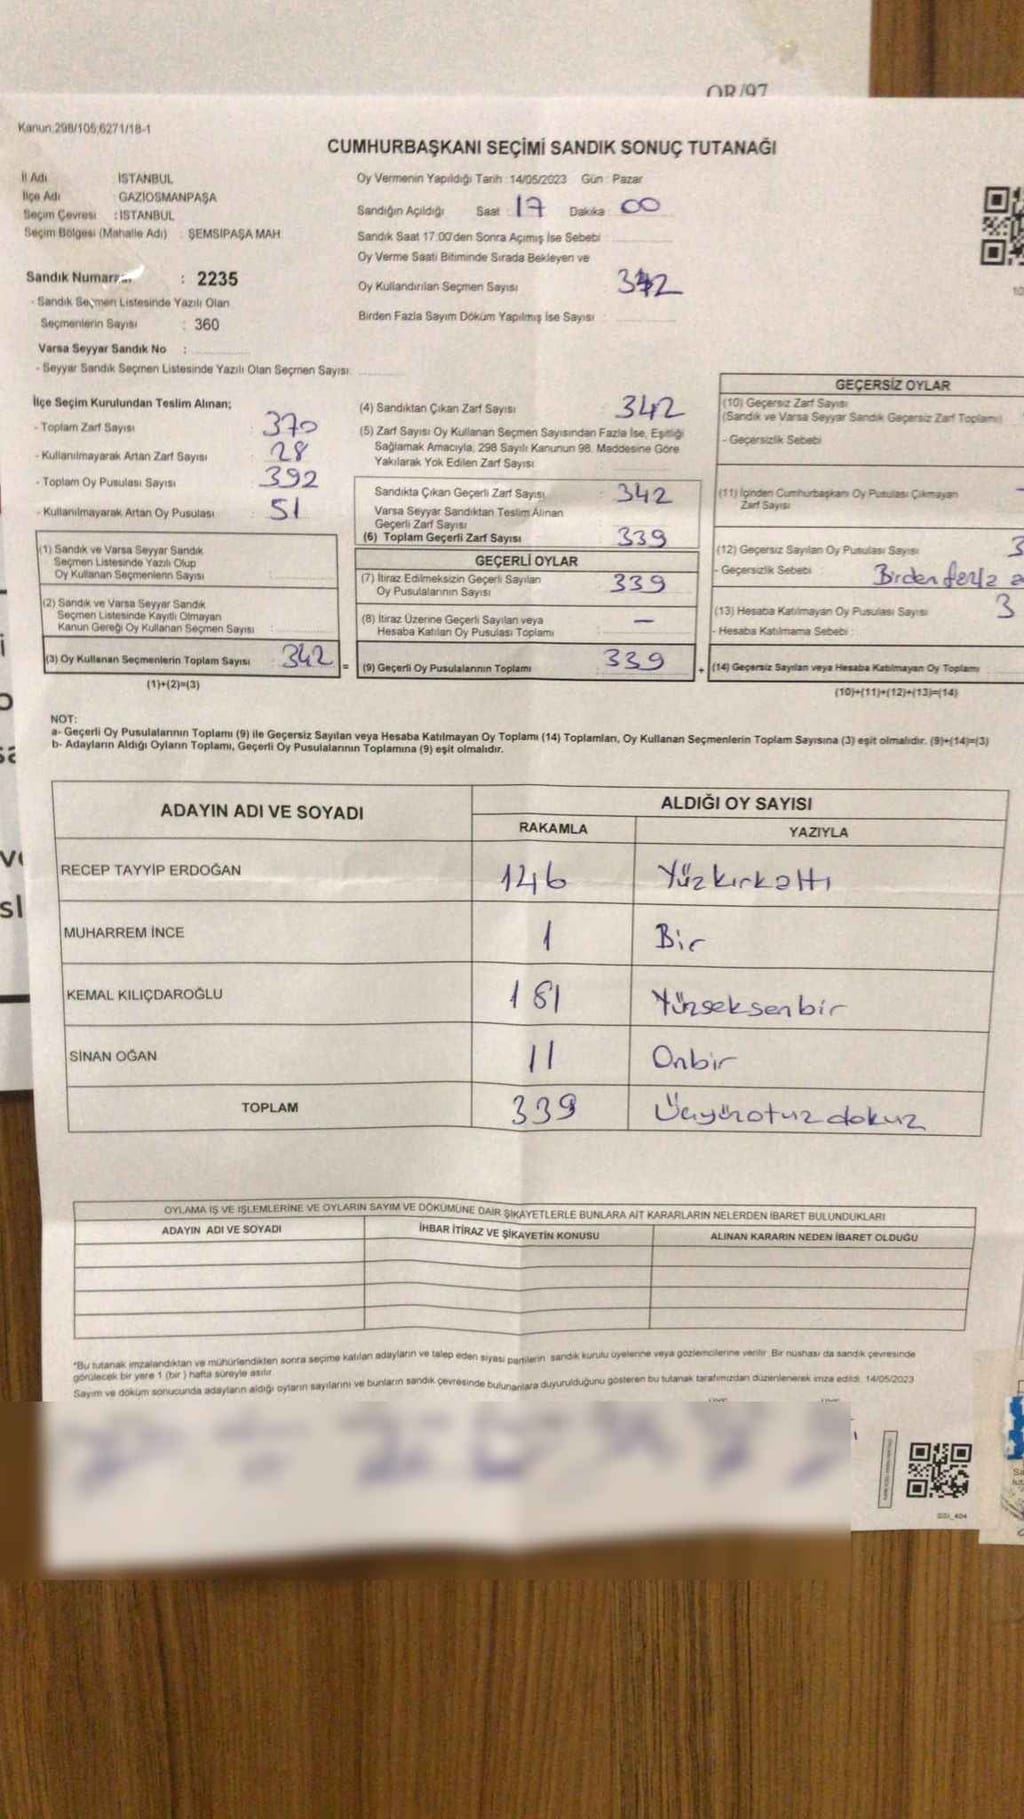 OR/97
Kanun:298/105,6271/18-1
CUMHURBAŞKANI SEÇİMİ SANDIK SONUÇ TUTANAĞI
İl Adı İSTANBUL
İlçe Adı GAZİOSMANPAŞA
Seçim Çevresi : İSTANBUL
Seçim Bölgesi (Mahalle Adı) : ŞEMSİPAŞA MAH.
Sandık : 2235
- Sandık Seçmen Listesinde Yazılı Olan
Seçmenlerin Sayısı : 360
Varsa Seyyar Sandık No :
- Seyyar Sandık Seçmen Listesinde Yazılı Olan Seçmen Sayısı:
Oy Vermenin Yapıldığı Tarih : 14/05/2023 Gün : Pazar
Sandığın Açıldığı Saat : 17 Dakika : 00
Sandık Saat 17:00'den Sonra Açımış İse Sebebi :
Oy Verme Saati Bitiminde Sırada Bekleyen ve
Oy Kullandırılan Seçmen Sayısı : 342
Birden Fazla Sayım Döküm Yapılmış İse Sayısı :
İlçe Seçim Kurulundan Teslim Alınan;
- Toplam Zarf Sayısı : 370
- Kullanılmayarak Artan Zarf Sayısı : 28
- Toplam Oy Pusulası Sayısı : 392
- Kullanılmayarak Artan Oy Pusulası : 51
(1) Sandık ve Varsa Seyyar Sandık
Seçmen Listesinde Yazılı Olup
Oy Kullanan Seçmenlerin Sayısı :
(2) Sandık ve Varsa Seyyar Sandık
Seçmen Listesinde Kayıtlı Olmayan
Kanun Gereği Oy Kullanan Seçmen Sayısı :
(3) Oy Kullanan Seçmenlerin Toplam Sayısı : 342 =
(1)+(2)=(3)
(4) Sandıktan Çıkan Zarf Sayısı : 342
(5) Zarf Sayısı Oy Kullanan Seçmen Sayısından Fazla İse, Eşitliği
Sağlamak Amacıyla, 298 Sayılı Kanunun 98. Maddesine Göre
Yakılarak Yok Edilen Zarf Sayısı
Sandıkta Çıkan Geçerli Zarf Sayısı : 342
Varsa Seyyar Sandıktan Teslim Alınan
Geçerli Zarf Sayısı :
(6) Toplam Geçerli Zarf Sayısı : 339
GEÇERLİ OYLAR
(7) İtiraz Edilmeksizin Geçerli Sayılan
Oy Pusulalarının Sayısı : 339
(8) İtiraz Üzerine Geçerli Sayılan veya
Hesaba Katılan Oy Pusulası Toplamı : —
(9) Geçerli Oy Pusulalarının Toplamı : 339 +
GEÇERSİZ OYLAR
(10) Geçersiz Zarf Sayısı
(Sandık ve Varsa Seyyar Sandık Geçersiz Zarf Toplamı)
- Geçersizlik Sebebi
(11) İçinden Cumhurbaşkanı Oy Pusulası Çıkmayan
Zarf Sayısı
(12) Geçersiz Sayılan Oy Pusulası Sayısı 3
- Geçersizlik Sebebi : Birden fazla
(13) Hesaba Katılmayan Oy Pusulası Sayısı : 3
- Hesaba Katılmama Sebebi :
(14) Geçersiz Sayılan veya Hesaba Katılmayan Oy Toplamı
(10)+(11)+(12)+(13)=(14)
NOT:
a- Geçerli Oy Pusulalarının Toplamı (9) ile Geçersiz Sayılan veya Hesaba Katılmayan Oy Toplamı (14) Toplamları, Oy Kullanan Seçmenlerin Toplam Sayısına (3) eşit olmalıdır. (9)+(14)=(3)
b- Adayların Aldığı Oyların Toplamı, Geçerli Oy Pusulalarının Toplamına (9) eşit olmalıdır.
ADAYIN ADI VE SOYADI ALDIĞI OY SAYISI
RAKAMLA YAZIYLA
RECEP TAYYİP ERDOĞAN 146 Yüzkırkaltı
MUHARREM İNCE 1 Bir
KEMAL KILIÇDAROĞLU 181 Yüzseksenbir
SİNAN OĞAN 11 Onbir
TOPLAM 339 Üçyüzotuzdokuz
OYLAMA İŞ VE İŞLEMLERİNE VE OYLARIN SAYIM VE DÖKÜMÜNE DAİR ŞİKAYETLERLE BUNLARA AİT KARARLARIN NELERDEN İBARET BULUNDUKLARI
ADAYIN ADI VE SOYADI İHBAR İTİRAZ VE ŞİKAYETİN KONUSU ALINAN KARARIN NEDEN İBARET OLDUĞU
*Bu tutanak imzalandıktan ve mühürlendikten sonra seçime katılan adayların ve talep eden siyasi partilerin sandık kurulu üyelerine veya gözlemcilerine verilir. Bir nüshası da sandık çevresinde
görülecek bir yere 1 (bir) hafta süreyle asılır.
Sayım ve döküm sonucunda adayların aldığı oyların sayılarını ve bunların sandık çevresinde bulunanlara duyurulduğunu gösteren bu tutanak tarafımızdan düzenlenerek imza edildi. 14/05/2023